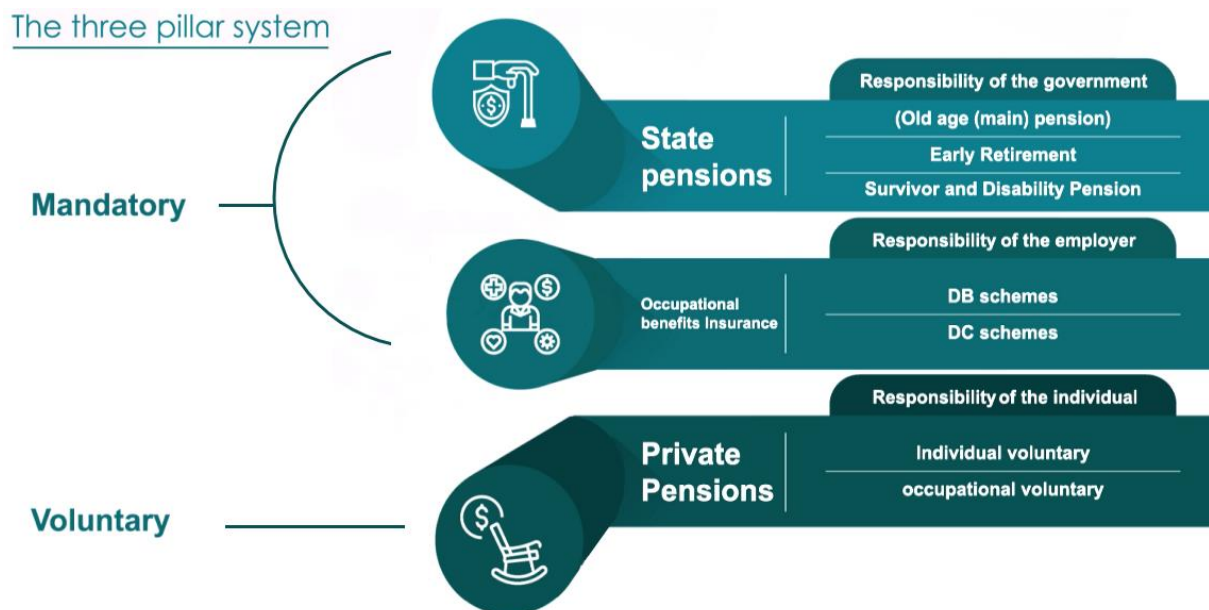 The three pillar system
Mandatory
State
pensions
Responsibility of the government
(Old age (main) pension)
Early Retirement
Survivor and Disability Pension
Occupational
benefits Insurance
Responsibility of the employer
DB schemes
DC schemes
Voluntary
Private
Pensions
Responsibility of the individual
Individual voluntary
occupational voluntary
$
$
$